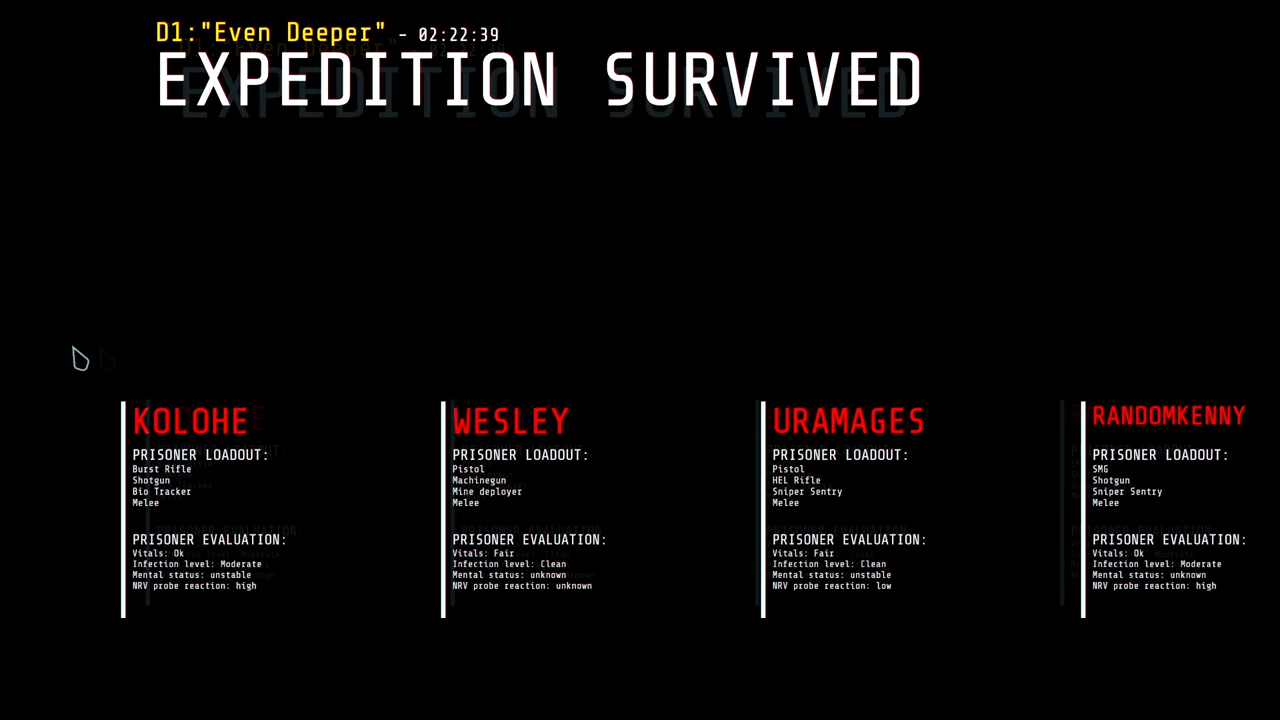 D1:"Even Deeper" - 02:22:39
EXPEDITION SURVIVED
KOLOHE
PRISONER LOADOUT:
Burst Rifle
Shotgun
Bio Tracker
Melee
PRISONER EVALUATION:
Vitals: Ok
Infection level: Moderate
Mental status: unstable
NRV probe reaction: high
WESLEY
PRISONER LOADOUT:
Pistol
Machinegun
Mine deployer
Melee
PRISONER EVALUATION:
Vitals: Fair
Infection level: Clean
Mental status: unknown
NRV probe reaction: unknown
URAMAGES
PRISONER LOADOUT:
Pistol
HEL Rifle
Sniper Sentry
Melee
PRISONER EVALUATION:
Vitals: Fair
Infection level: Clean
Mental status: unstable
NRV probe reaction: low
RANDOMKENNY
PRISONER LOADOUT:
SMG
Shotgun
Sniper Sentry
Melee
PRISONER EVALUATION:
Vitals: Ok
Infection level: Moderate
Mental status: unknown
NRV probe reaction: high